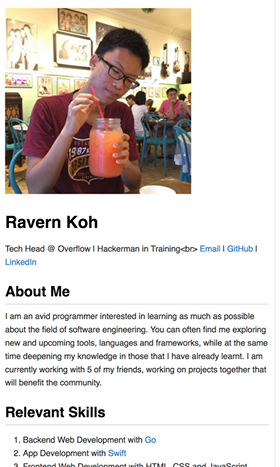 1987
Ravern Koh
Tech Head @ Overflow | Hackerman in Training<br> Email | GitHub |
LinkedIn
About Me
I am an avid programmer interested in learning as much as possible
about the field of software engineering. You can often find me exploring
new and upcoming tools, languages and frameworks, while at the same
time deepening my knowledge in those that I have already learnt. I am
currently working with 5 of my friends, working on projects together that
will benefit the community.
Relevant Skills
1. Backend Web Development with Go
2. App Development with Swift
3. Frontend Web Development with HTML, CSS and JavaScript